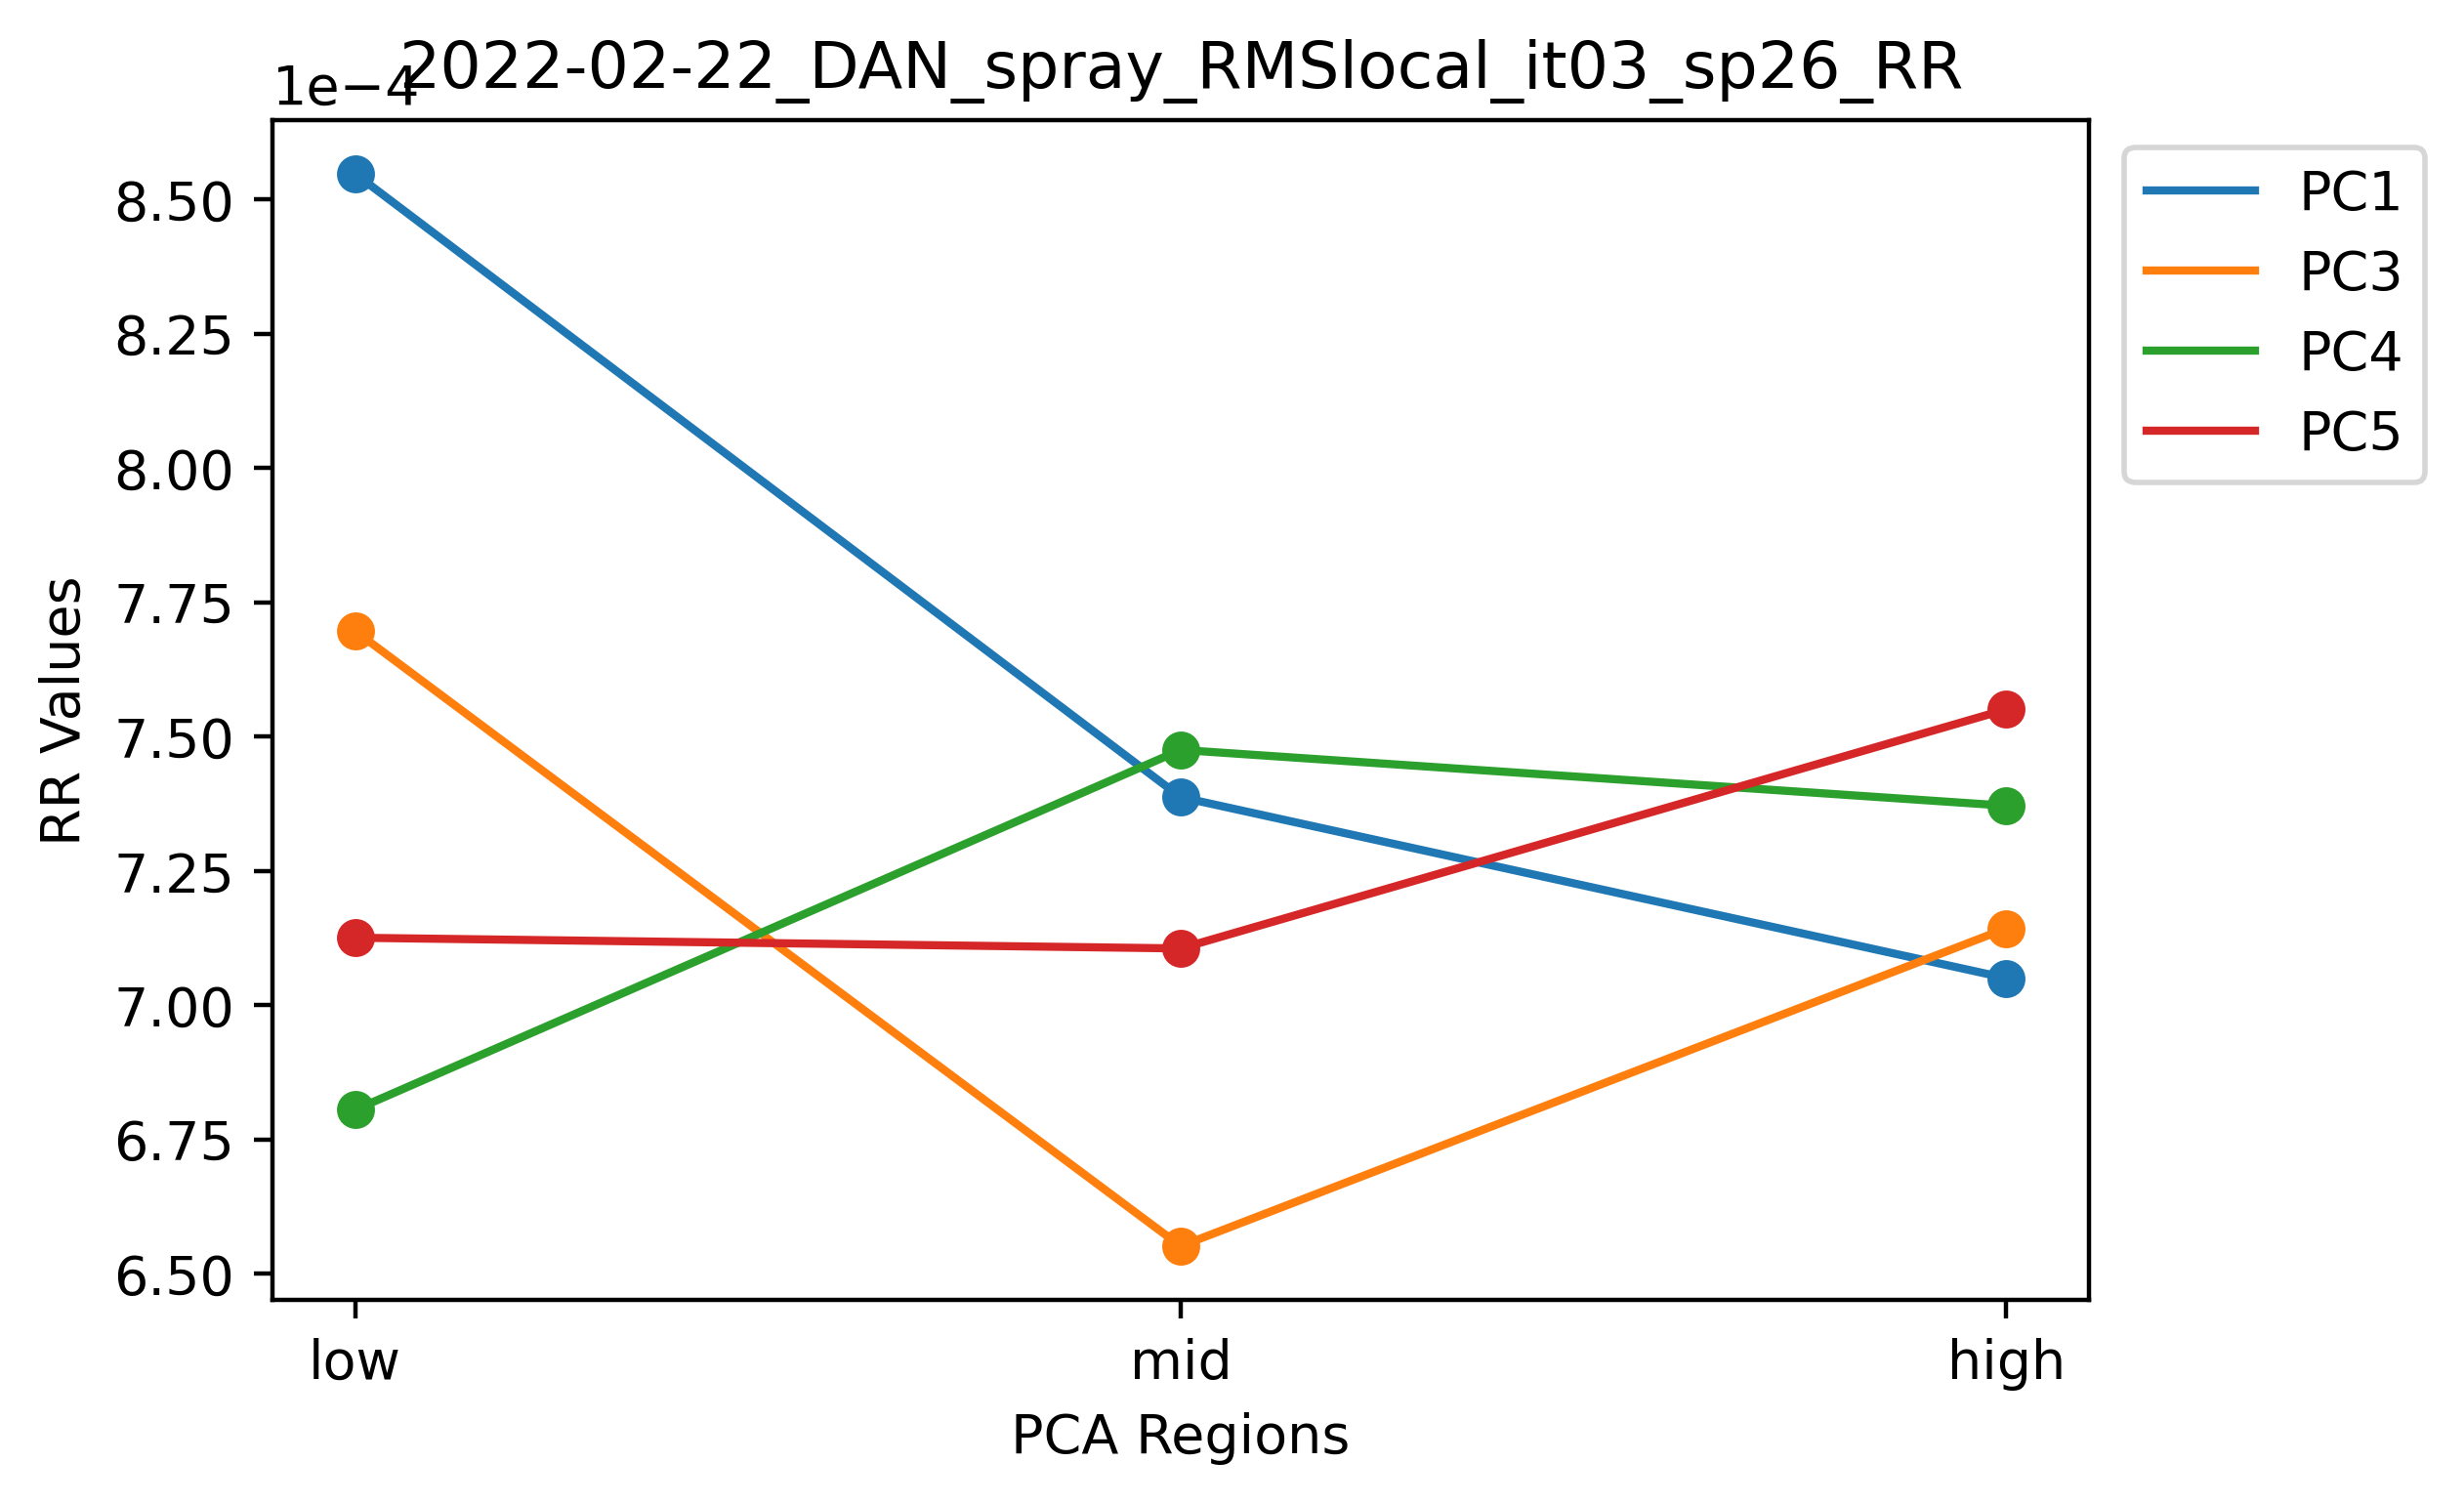 2022-02-22_DAN_spray_RMSlocal_it03_sp26_RR
1e−4
8.50
8.25
8.00
7.75
7.50
7.25
7.00
6.75
6.50
RR Values
low
mid
high
PCA Regions
PC1
PC3
PC4
PC5